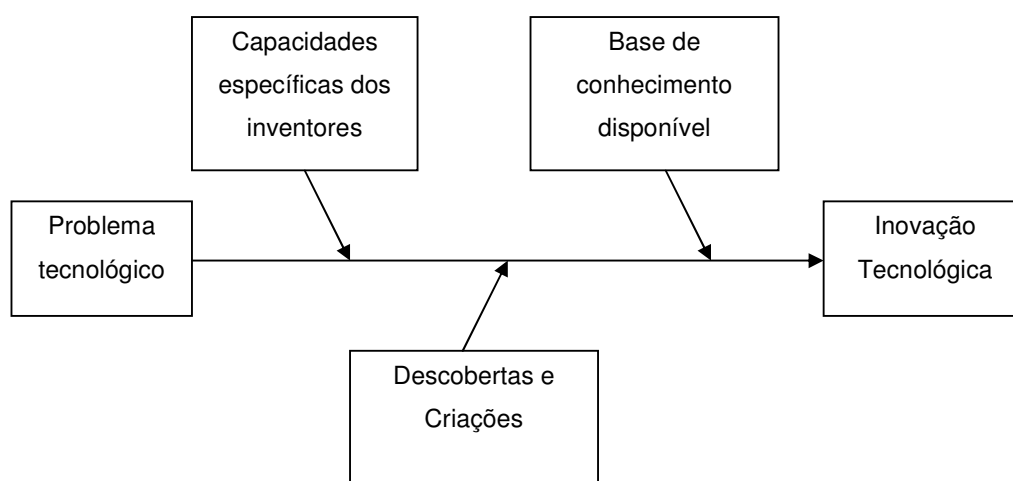 Capacidades
específicas dos
inventores
Base de
conhecimento
disponível
Problema
tecnológico
Inovação
Tecnológica
Descobertas e
Criações